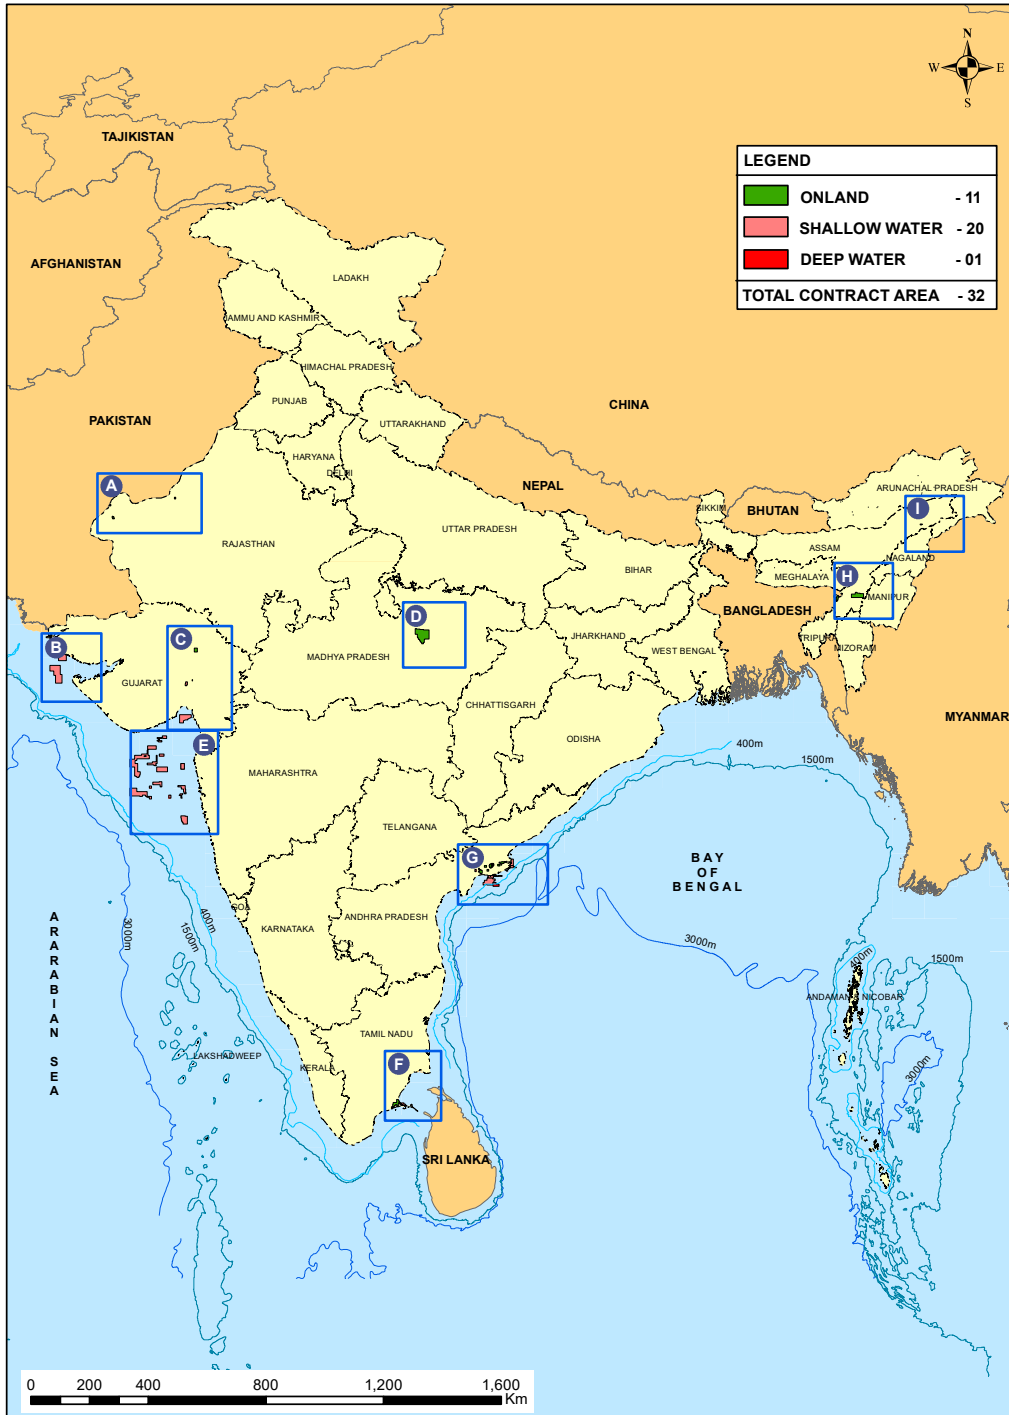 N
W E
S
TAJIKISTAN
LEGEND
ONLAND - 11
SHALLOW WATER - 20
DEEP WATER - 01
TOTAL CONTRACT AREA - 32
AFGHANISTAN
LADAKH
JAMMU AND KASHMIR
HIMACHAL PRADESH
PUNJAB
PAKISTAN
CHINA
UTTARAKHAND
HARYANA
DELHI
A
NEPAL
ARUNACHAL PRADESH
SIKKIM
BHUTAN
I
UTTAR PRADESH
RAJASTHAN
ASSAM
NAGALAND
BIHAR
MEGHALAYA
H
MANIPUR
BANGLADESH
D
B
C
JHARKHAND
TRIPURA
MIZORAM
WEST BENGAL
MADHYA PRADESH
GUJARAT
CHHATTISGARH
MYANMAR
ODISHA
E
400m
1500m
MAHARASHTRA
TELANGANA
G
BAY
OF
BENGAL
GOA
ANDHRA PRADESH
KARNATAKA
ARARABIAN SEA
3000m
1500m
400m
3000m
400m
1500m
ANDAMAN & NICOBAR
TAMIL NADU
LAKSHADWEEP
KERALA
F
3000m
SRI LANKA
0 200 400 800 1,200 1,600
Km